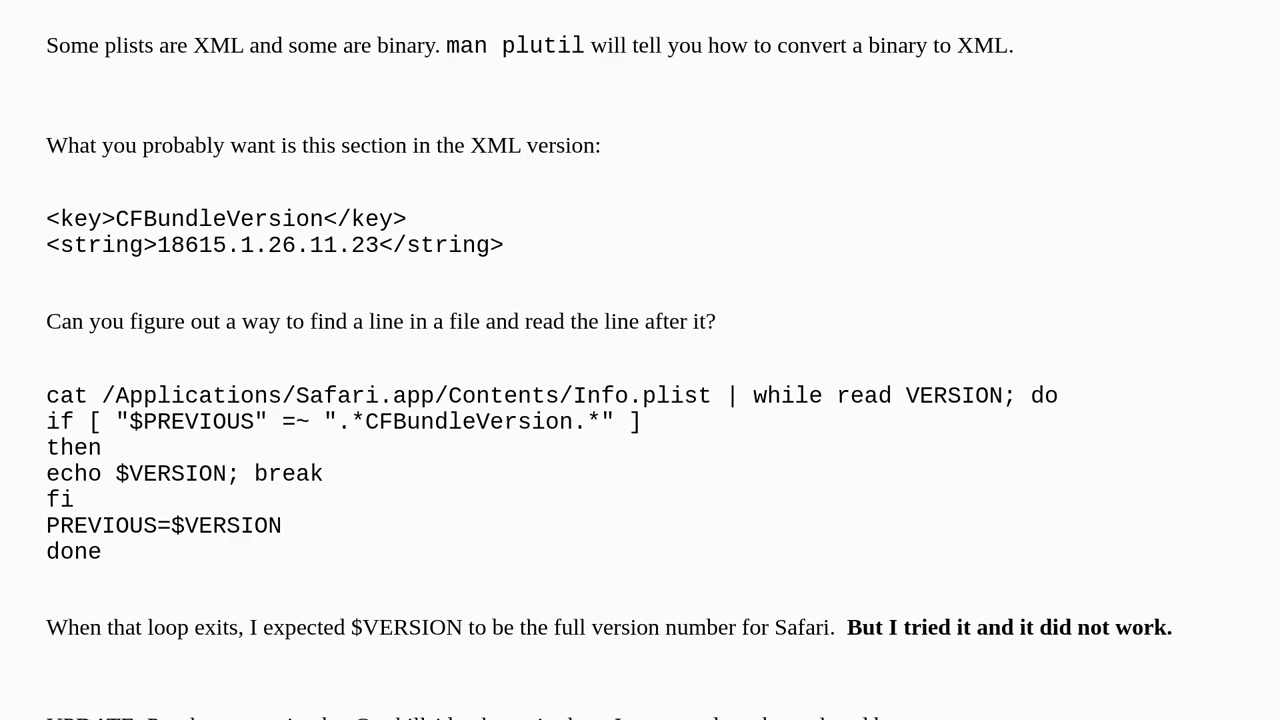 Some plists are XML and some are binary. man plutil will tell you how to convert a binary to XML.
What you probably want is this section in the XML version:
<key>CFBundleVersion</key>
<string>18615.1.26.11.23</string>
Can you figure out a way to find a line in a file and read the line after it?
cat /Applications/Safari.app/Contents/Info.plist | while read VERSION; do
if [ "$PREVIOUS" =~ ".*CFBundleVersion.*" ]
then
echo $VERSION; break
fi
PREVIOUS=$VERSION
done
When that loop exits, I expected $VERSION to be the full version number for Safari. But I tried it and it did not work.